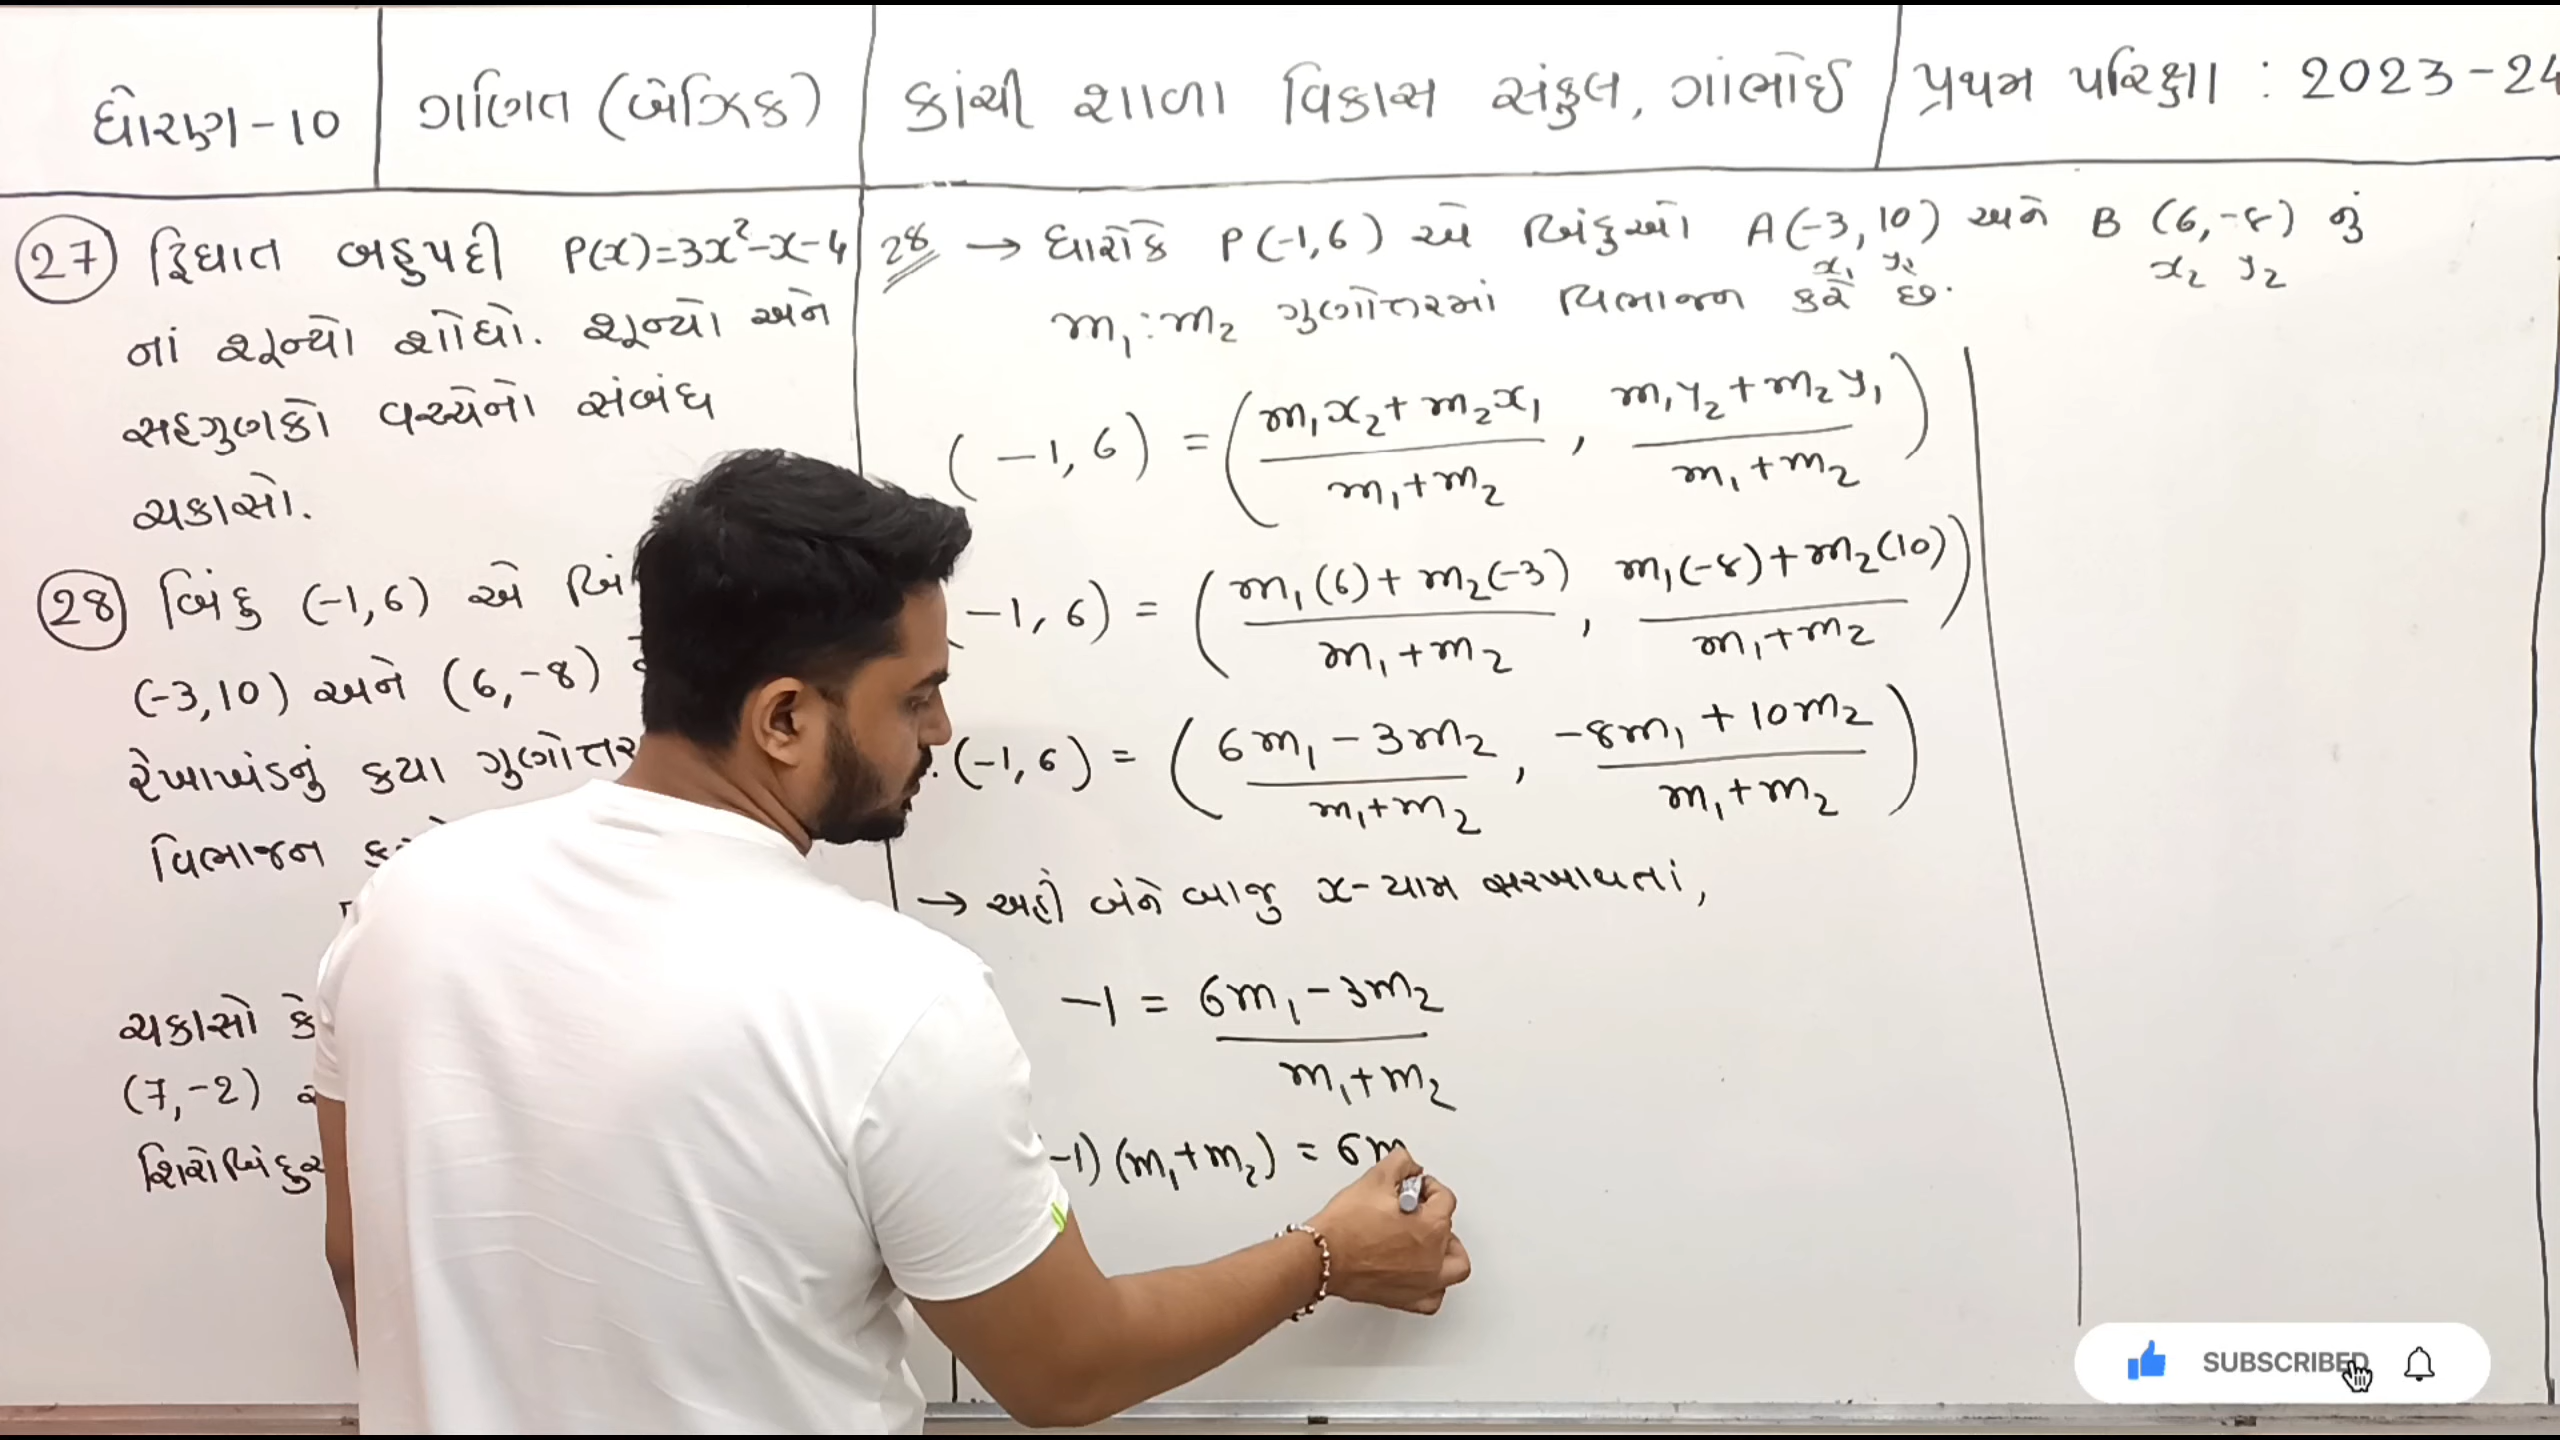 ધોરણ-10
ગણિત (બેઝિક)
કાંચી શાળા વિકાસ સંકુલ, ગાંભોઈ
પ્રથમ પરિક્ષા : 2023-24
27 દ્વિઘાત બહુપદી P(x)=3x²-x-4
નાં શૂન્યો શોધો. શૂન્યો અને
સહગુણકો વચ્ચેનો સંબંધ
ચકાસો.
28 બિંદુ (-1,6) એ બિં
(-3,10) અને (6,-8)
રેખાખંડનું કયા ગુણોત્તર
વિભાજન
ચકાસો કે
(7,-2)
શિરોબિંદુઓ
28 → ધારોકે P(-1,6) એ બિંદુઓ A(-3,10) અને B (6,-8) નું
x₁ y₁ x₂ y₂
m₁:m₂ ગુણોત્તરમાં વિભાજન કરે છે.
(-1,6) = ( (m₁x₂+m₂x₁)/(m₁+m₂) , (m₁y₂+m₂y₁)/(m₁+m₂) )
-1,6) = ( (m₁(6)+m₂(-3))/(m₁+m₂) , (m₁(-8)+m₂(10))/(m₁+m₂) )
(-1,6) = ( (6m₁-3m₂)/(m₁+m₂) , (-8m₁+10m₂)/(m₁+m₂) )
→ અહીં બંને બાજુ x-યામ સરખાવતાં,
-1 = (6m₁-3m₂)/(m₁+m₂)
-1)(m₁+m₂) = 6m
SUBSCRIBED